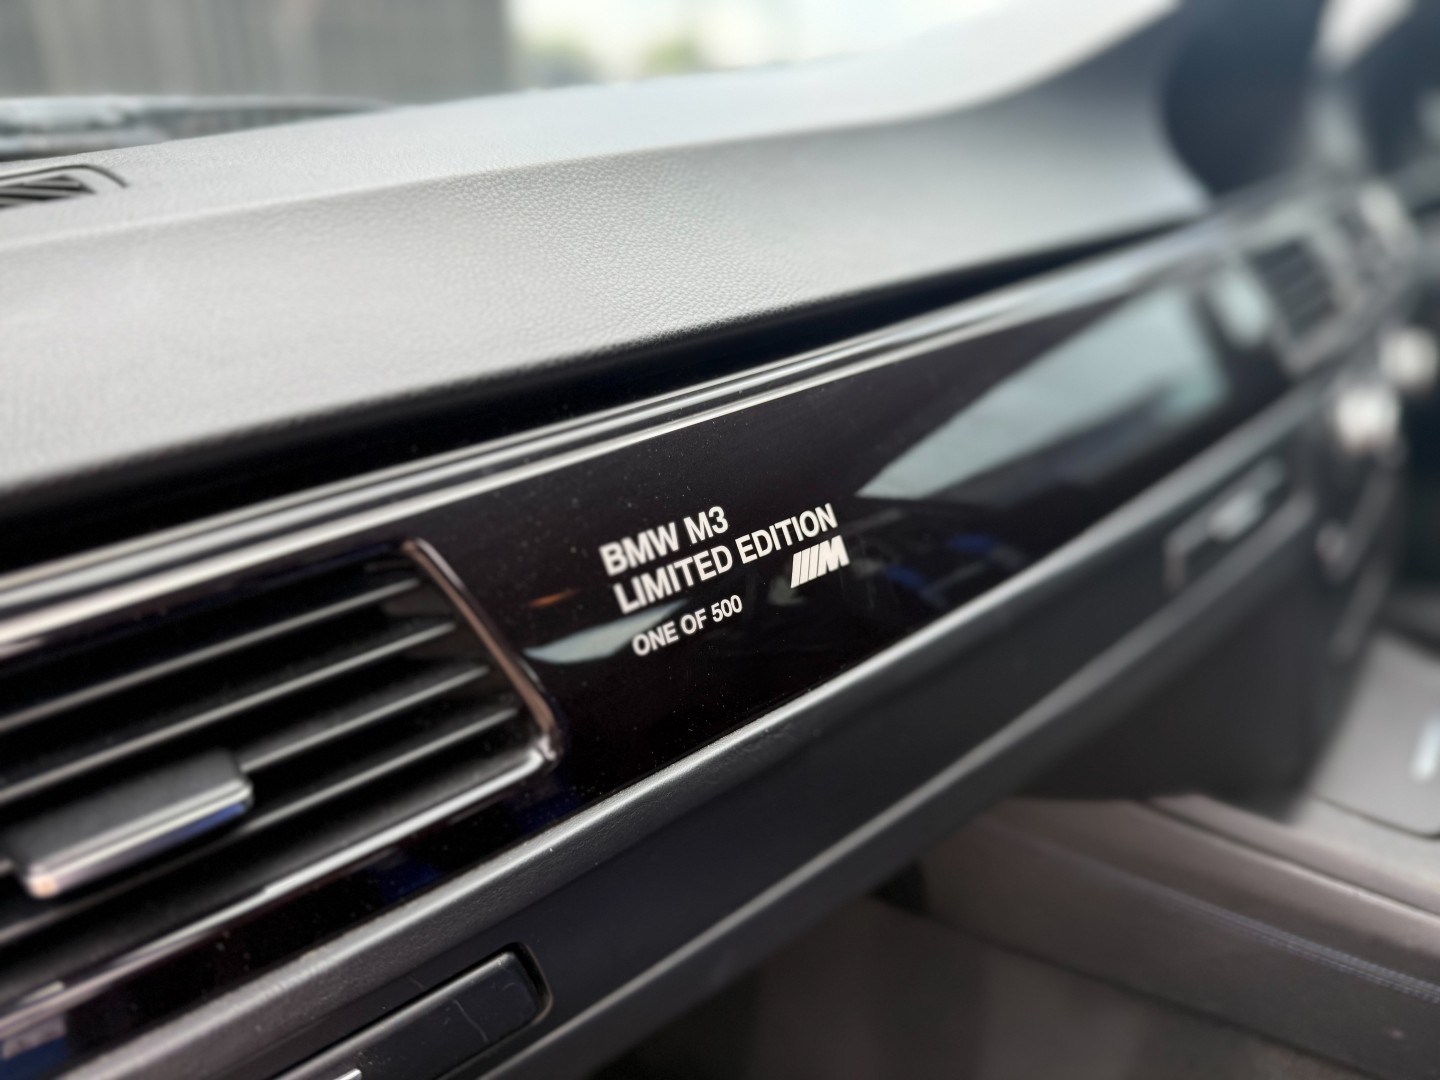 BMW M3
LIMITED EDITION
M
ONE OF 500